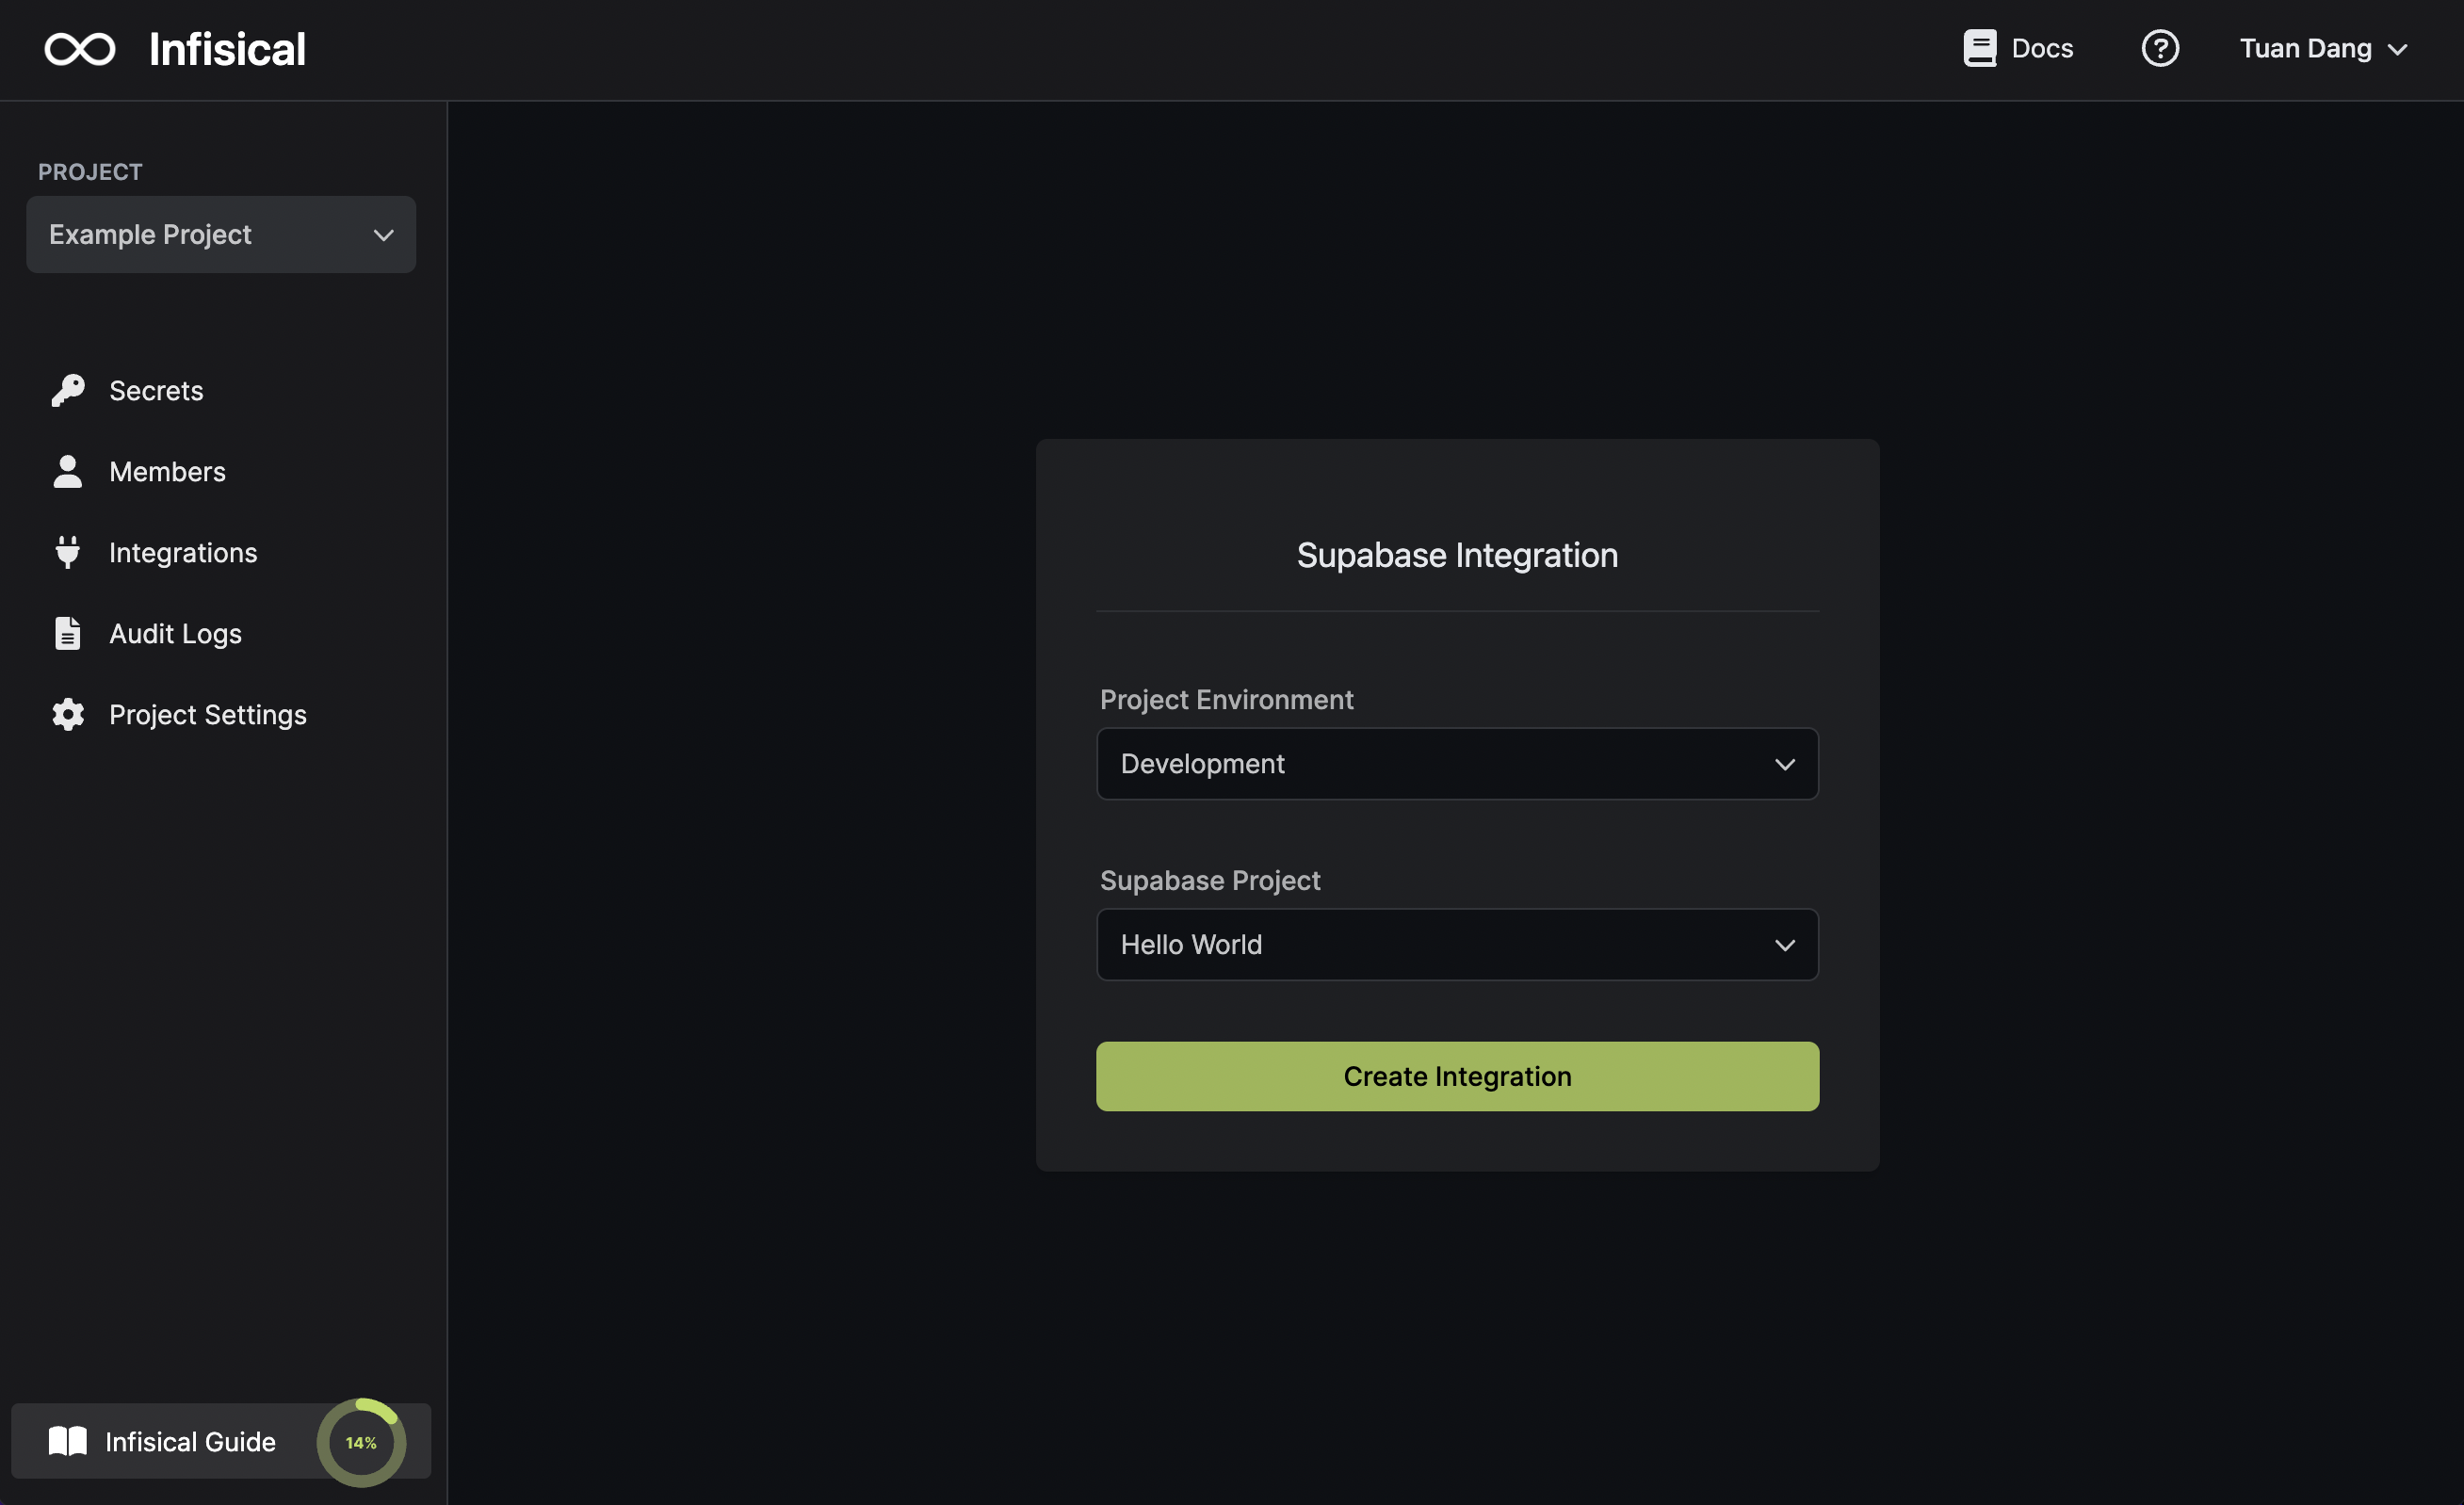 Infisical
Docs
?
Tuan Dang
PROJECT
Example Project
Secrets
Members
Integrations
Audit Logs
Project Settings
Supabase Integration
Project Environment
Development
Supabase Project
Hello World
Create Integration
Infisical Guide
14%